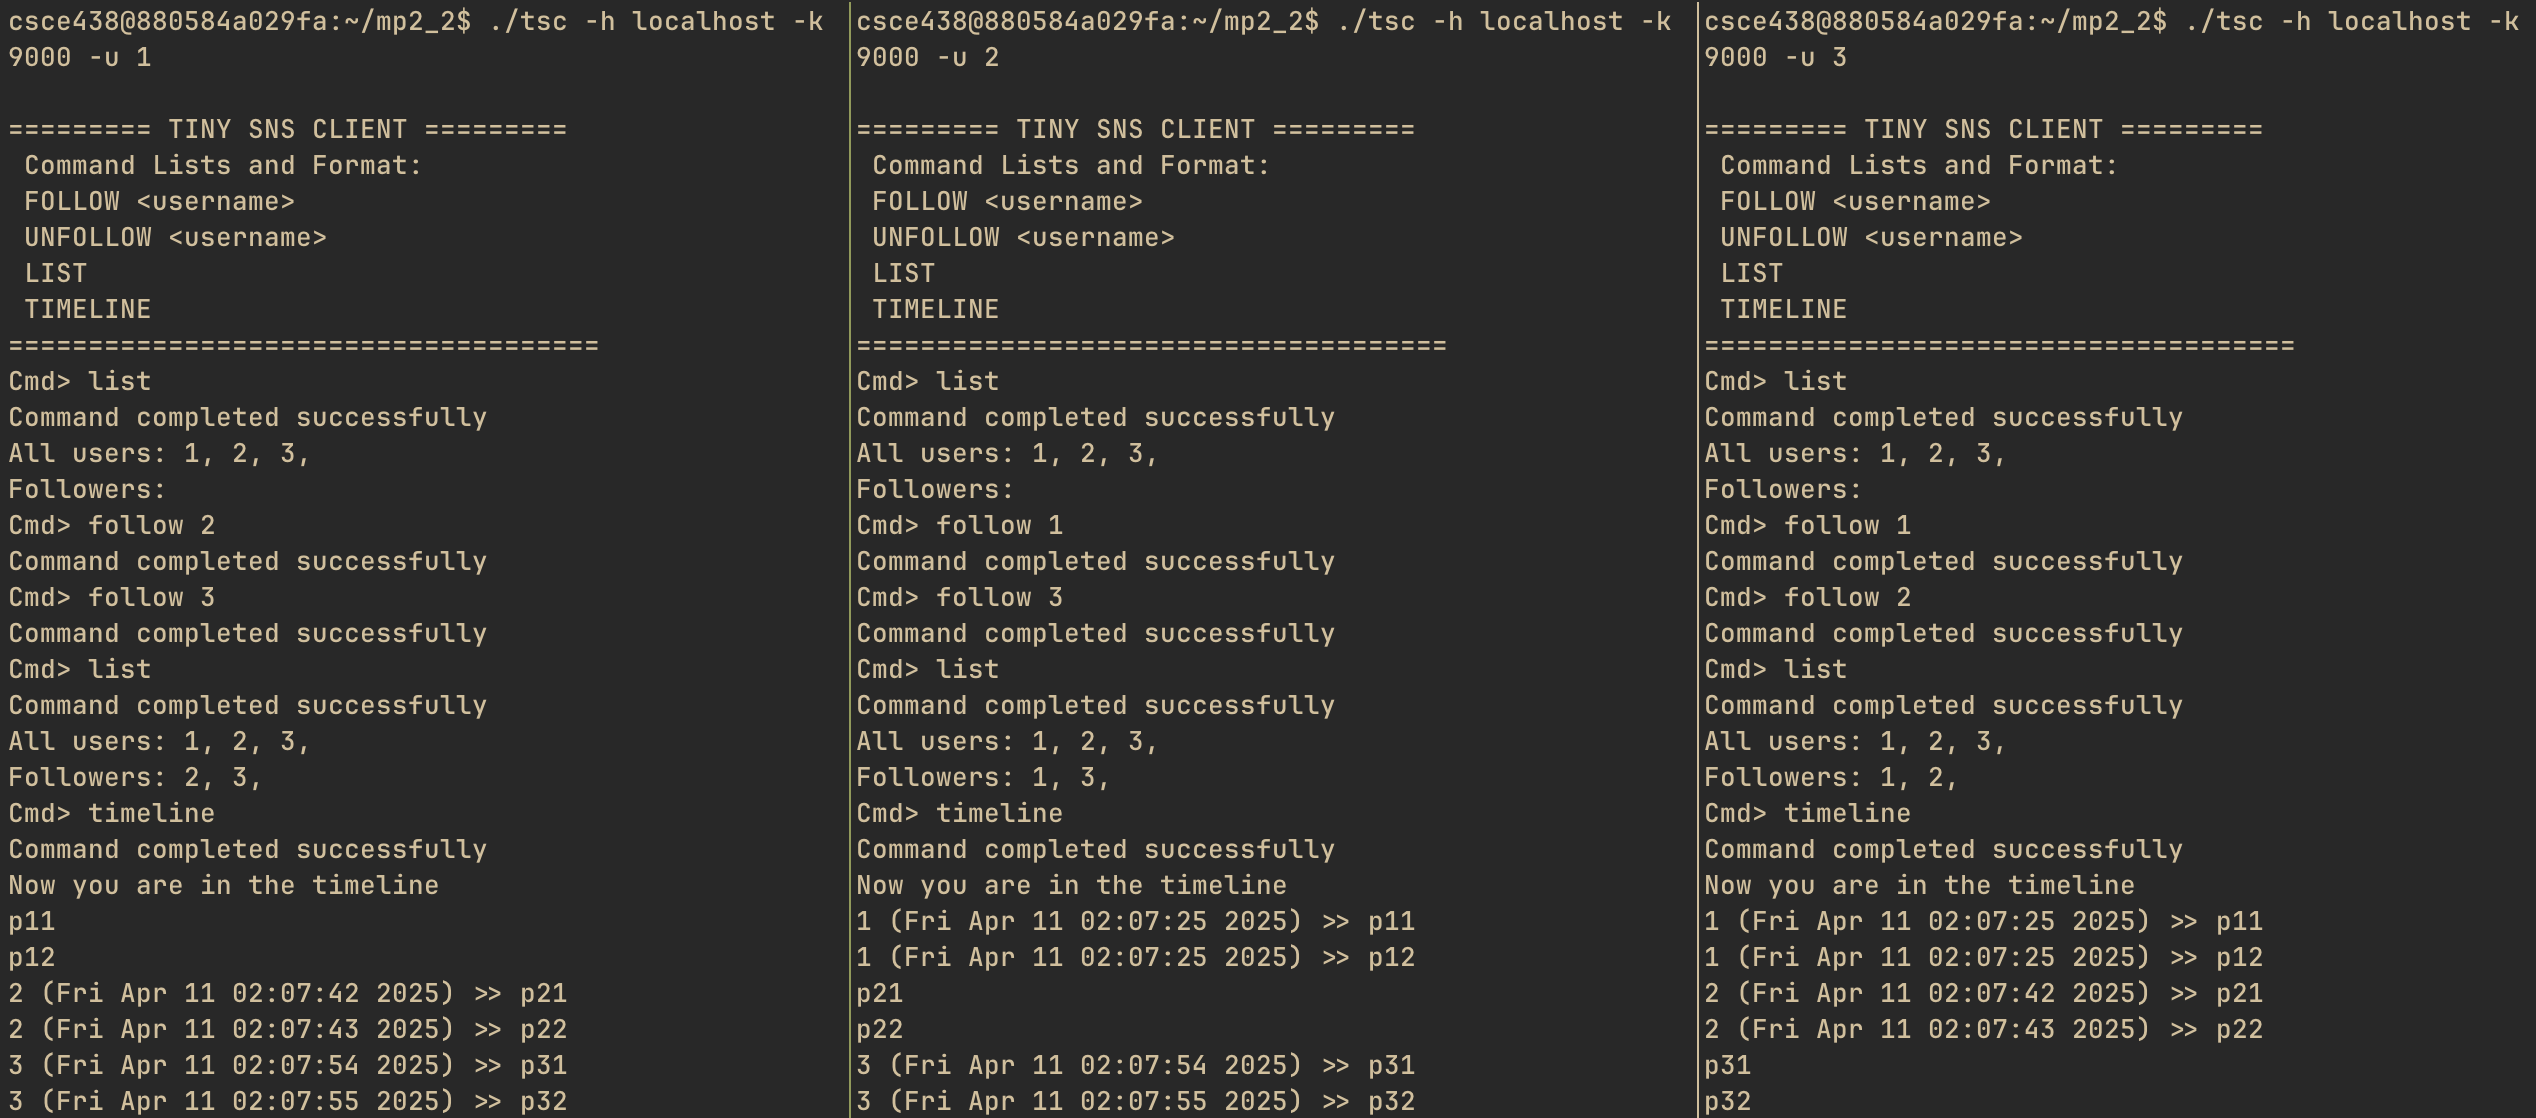 csce438@880584a029fa:~/mp2_2$ ./tsc -h localhost -k
9000 -u 1

========= TINY SNS CLIENT =========
 Command Lists and Format:
 FOLLOW <username>
 UNFOLLOW <username>
 LIST
 TIMELINE
=====================================
Cmd> list
Command completed successfully
All users: 1, 2, 3,
Followers:
Cmd> follow 2
Command completed successfully
Cmd> follow 3
Command completed successfully
Cmd> list
Command completed successfully
All users: 1, 2, 3,
Followers: 2, 3,
Cmd> timeline
Command completed successfully
Now you are in the timeline
p11
p12
2 (Fri Apr 11 02:07:42 2025) >> p21
2 (Fri Apr 11 02:07:43 2025) >> p22
3 (Fri Apr 11 02:07:54 2025) >> p31
3 (Fri Apr 11 02:07:55 2025) >> p32
csce438@880584a029fa:~/mp2_2$ ./tsc -h localhost -k
9000 -u 2

========= TINY SNS CLIENT =========
 Command Lists and Format:
 FOLLOW <username>
 UNFOLLOW <username>
 LIST
 TIMELINE
=====================================
Cmd> list
Command completed successfully
All users: 1, 2, 3,
Followers:
Cmd> follow 1
Command completed successfully
Cmd> follow 3
Command completed successfully
Cmd> list
Command completed successfully
All users: 1, 2, 3,
Followers: 1, 3,
Cmd> timeline
Command completed successfully
Now you are in the timeline
1 (Fri Apr 11 02:07:25 2025) >> p11
1 (Fri Apr 11 02:07:25 2025) >> p12
p21
p22
3 (Fri Apr 11 02:07:54 2025) >> p31
3 (Fri Apr 11 02:07:55 2025) >> p32
csce438@880584a029fa:~/mp2_2$ ./tsc -h localhost -k
9000 -u 3

========= TINY SNS CLIENT =========
 Command Lists and Format:
 FOLLOW <username>
 UNFOLLOW <username>
 LIST
 TIMELINE
=====================================
Cmd> list
Command completed successfully
All users: 1, 2, 3,
Followers:
Cmd> follow 1
Command completed successfully
Cmd> follow 2
Command completed successfully
Cmd> list
Command completed successfully
All users: 1, 2, 3,
Followers: 1, 2,
Cmd> timeline
Command completed successfully
Now you are in the timeline
1 (Fri Apr 11 02:07:25 2025) >> p11
1 (Fri Apr 11 02:07:25 2025) >> p12
2 (Fri Apr 11 02:07:42 2025) >> p21
2 (Fri Apr 11 02:07:43 2025) >> p22
p31
p32